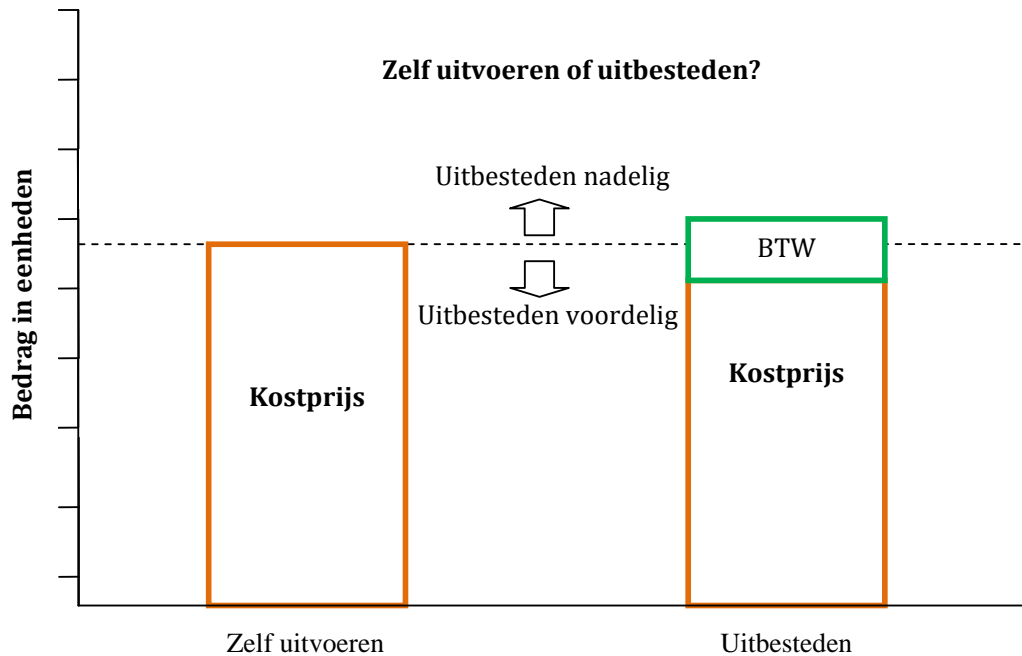 Zelf uitvoeren of uitbesteden?
Bedrag in eenheden
Uitbesteden nadelig
BTW
Uitbesteden voordelig
Kostprijs
Kostprijs
Zelf uitvoeren
Uitbesteden